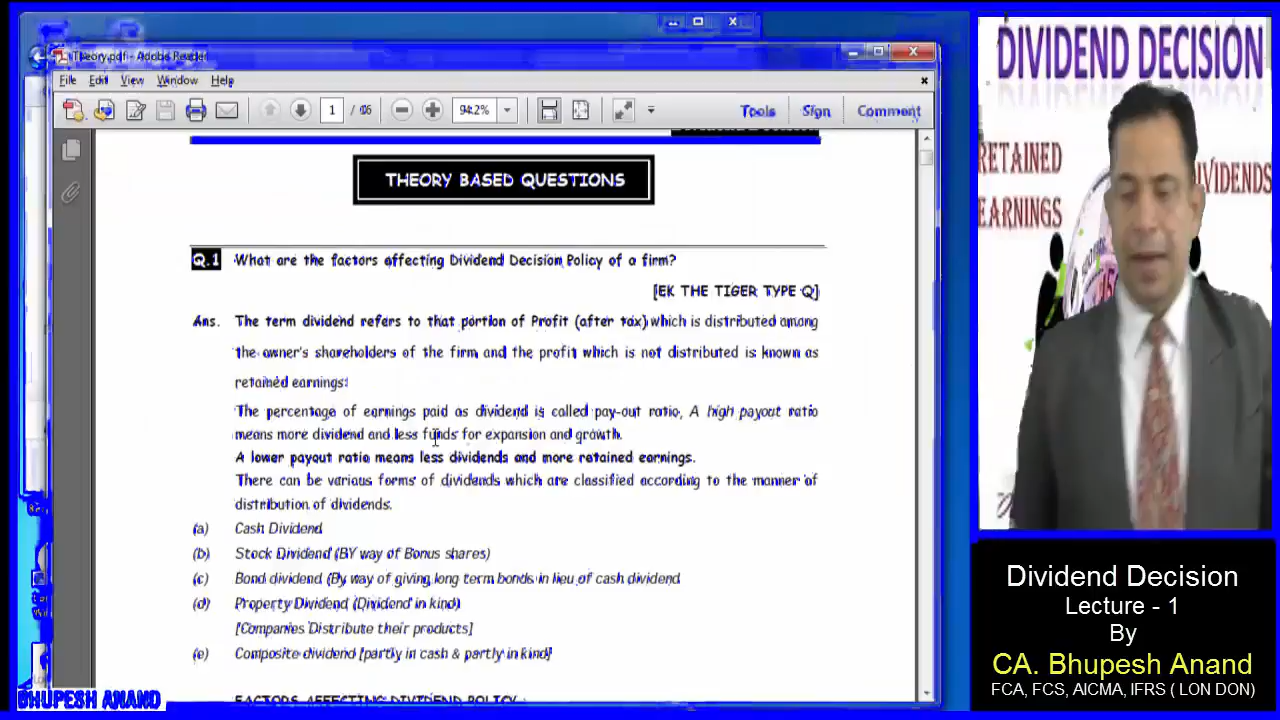 Theory.pdf - Adobe Reader
File Edit View Window Help
1 / 06 94.2% Tools Sign Comment
THEORY BASED QUESTIONS
Q.1 What are the factors affecting Dividend Decision Policy of a firm?
[EK THE TIGER TYPE Q]
Ans. The term dividend refers to that portion of Profit (after tax) which is distributed among
the owner's shareholders of the firm and the profit which is not distributed is known as
retained earnings:
The percentage of earnings paid as dividend is called pay-out ratio, A high payout ratio
means more dividend and less funds for expansion and growth.
A lower payout ratio means less dividends and more retained earnings.
There can be various forms of dividends which are classified according to the manner of
distribution of dividends.
(a) Cash Dividend
(b) Stock Dividend (BY way of Bonus shares)
(c) Bond dividend (By way of giving long term bonds in lieu of cash dividend
(d) Property Dividend (Dividend in kind)
[Companies Distribute their products]
(e) Composite dividend [partly in cash & partly in kind]
FACTORS AFFECTING DIVIDEND POLICY
BHUPESH ANAND
DIVIDEND DECISION
RETAINED
EARNINGS
DIVIDENDS
Dividend Decision
Lecture - 1
By
CA. Bhupesh Anand
FCA, FCS, AICMA, IFRS ( LON DON)